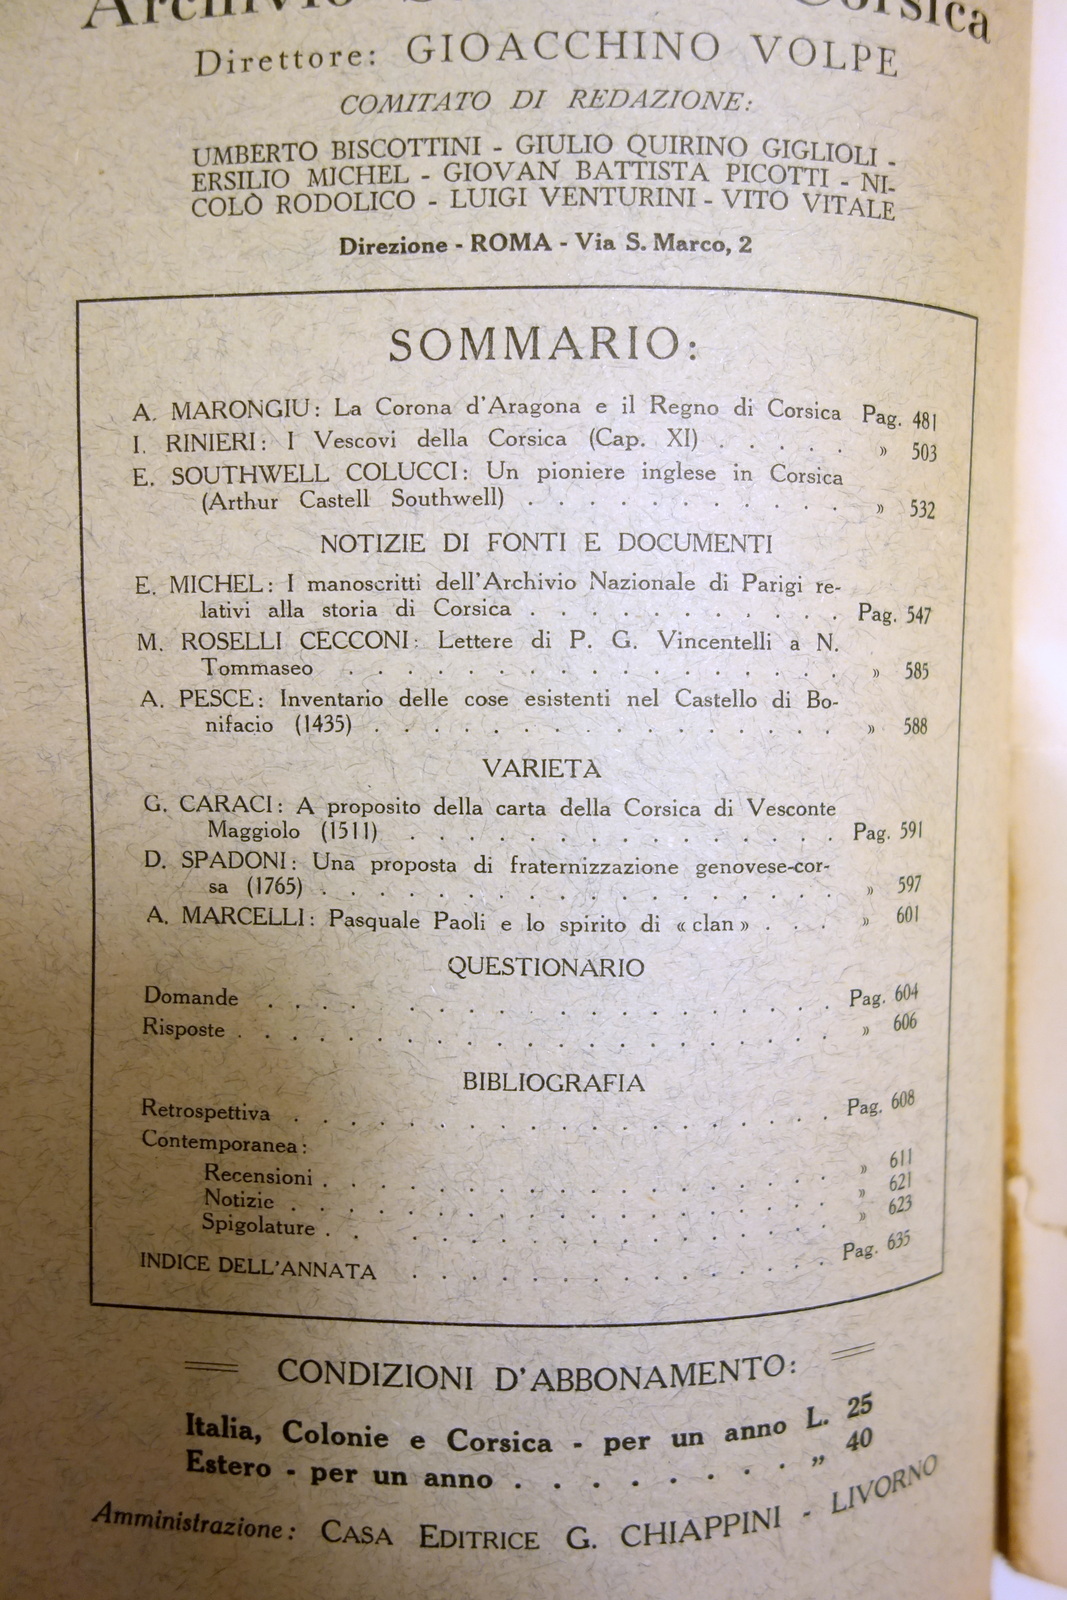 Archivio Corsica
Direttore: GIOACCHINO VOLPE
COMITATO DI REDAZIONE:
UMBERTO BISCOTTINI - GIULIO QUIRINO GIGLIOLI -
ERSILIO MICHEL - GIOVAN BATTISTA PICOTTI - NI-
COLÒ RODOLICO - LUIGI VENTURINI - VITO VITALE
Direzione - ROMA - Via S. Marco, 2
SOMMARIO:
A. MARONGIU: La Corona d'Aragona e il Regno di Corsica Pag. 481
I. RINIERI: I Vescovi della Corsica (Cap. XI) . . . . . » 503
E. SOUTHWELL COLUCCI: Un pioniere inglese in Corsica
(Arthur Castell Southwell) . . . . . . . . . . . » 532
NOTIZIE DI FONTI E DOCUMENTI
E. MICHEL: I manoscritti dell'Archivio Nazionale di Parigi re-
lativi alla storia di Corsica . . . . . . . . . . . Pag. 547
M. ROSELLI CECCONI: Lettere di P. G. Vincentelli a N.
Tommaseo . . . . . . . . . . . . . . . . . » 585
A. PESCE: Inventario delle cose esistenti nel Castello di Bo-
nifacio (1435) . . . . . . . . . . . . . . . . » 588
VARIETA
G. CARACI: A proposito della carta della Corsica di Vesconte
Maggiolo (1511) . . . . . . . . . . . . . . . Pag. 591
D. SPADONI: Una proposta di fraternizzazione genovese-cor-
sa (1765) . . . . . . . . . . . . . . . . . . » 597
A. MARCELLI: Pasquale Paoli e lo spirito di « clan » . . . » 601
QUESTIONARIO
Domande . . . . . . . . . . . . . . . . . . Pag. 604
Risposte . . . . . . . . . . . . . . . . . . . . » 606
BIBLIOGRAFIA
Retrospettiva . . . . . . . . . . . . . . . . . . Pag. 608
Contemporanea:
Recensioni . . . . . . . . . . . . . . . . . . » 611
Notizie . . . . . . . . . . . . . . . . . . . » 621
Spigolature . . . . . . . . . . . . . . . . . » 623
INDICE DELL'ANNATA . . . . . . . . . . . . . . Pag. 635
CONDIZIONI D'ABBONAMENTO:
Italia, Colonie e Corsica - per un anno L. 25
Estero - per un anno . . . . . . . . ” 40
Amministrazione: CASA EDITRICE G. CHIAPPINI - LIVORNO